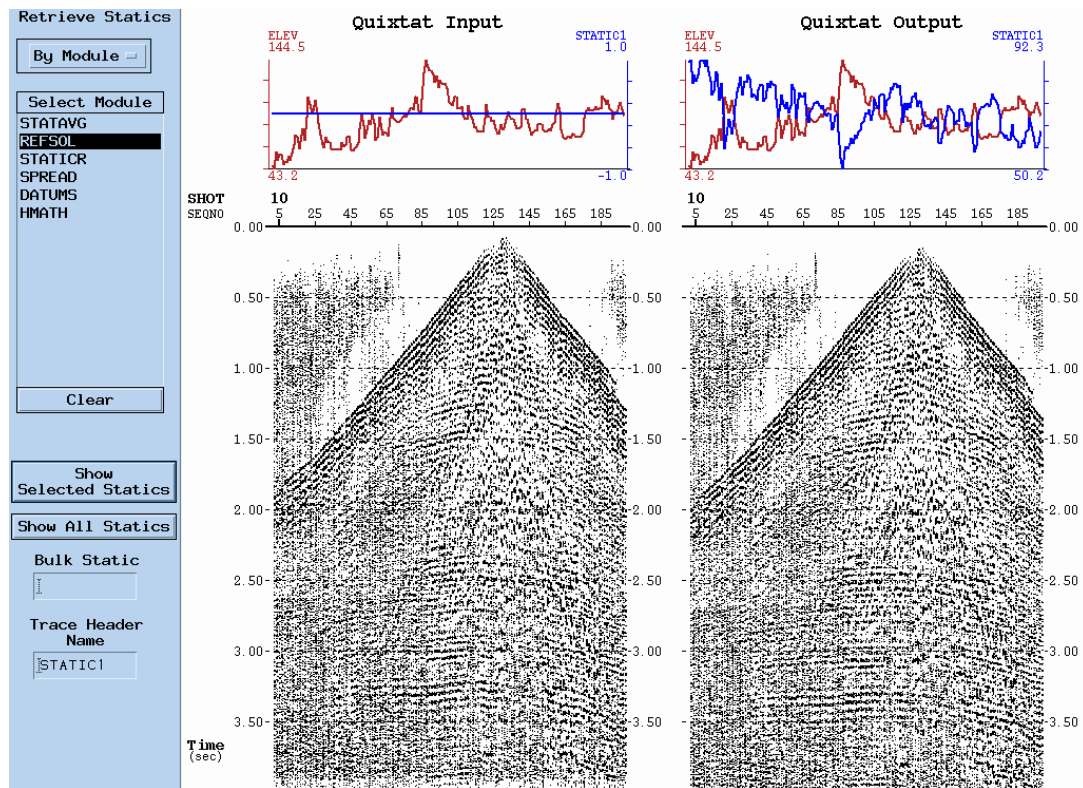 Retrieve Statics
By Module
Select Module
STATAVG
REFSOL
STATICR
SPREAD
DATUMS
HMATH
Clear
Show
Selected Statics
Show All Statics
Bulk Static
Trace Header
Name
STATIC1
Quixtat Input
ELEV STATIC1
144.5 1.0
43.2 -1.0
SHOT 10
SEQNO 5 25 45 65 85 105 125 145 165 185
0.00 0.00
0.50 0.50
1.00 1.00
1.50 1.50
2.00 2.00
2.50 2.50
3.00 3.00
3.50 3.50
Time
(sec)
Quixtat Output
ELEV STATIC1
144.5 92.3
43.2 50.2
10
5 25 45 65 85 105 125 145 165 185
0.00
0.50
1.00
1.50
2.00
2.50
3.00
3.50